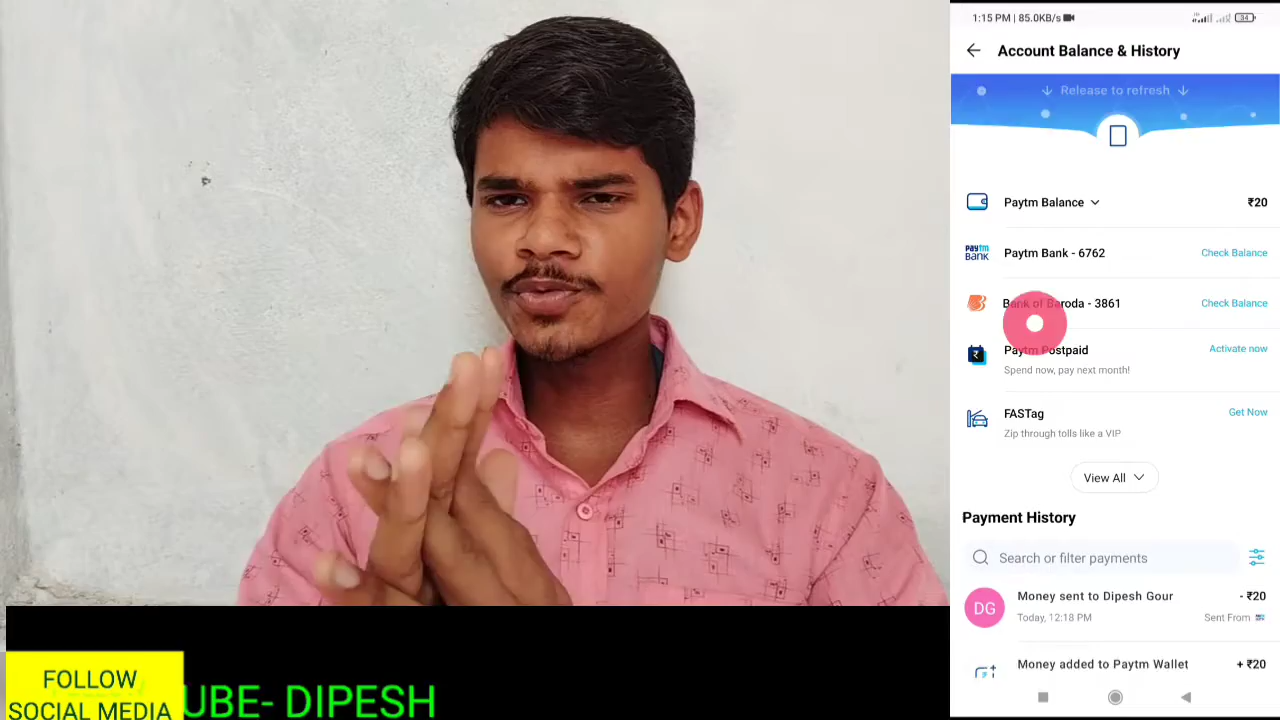 1:15 PM | 85.0KB/s
34
Account Balance & History
Release to refresh
Paytm Balance
₹20
paytm BANK
Paytm Bank - 6762
Check Balance
Bank of Baroda - 3861
Check Balance
₹
Paytm Postpaid
Activate now
Spend now, pay next month!
FASTag
Get Now
Zip through tolls like a VIP
View All
Payment History
Search or filter payments
DG
Money sent to Dipesh Gour
- ₹20
Today, 12:18 PM
Sent From
Money added to Paytm Wallet
+ ₹20
FOLLOW
SOCIAL MEDIA
UBE- DIPESH